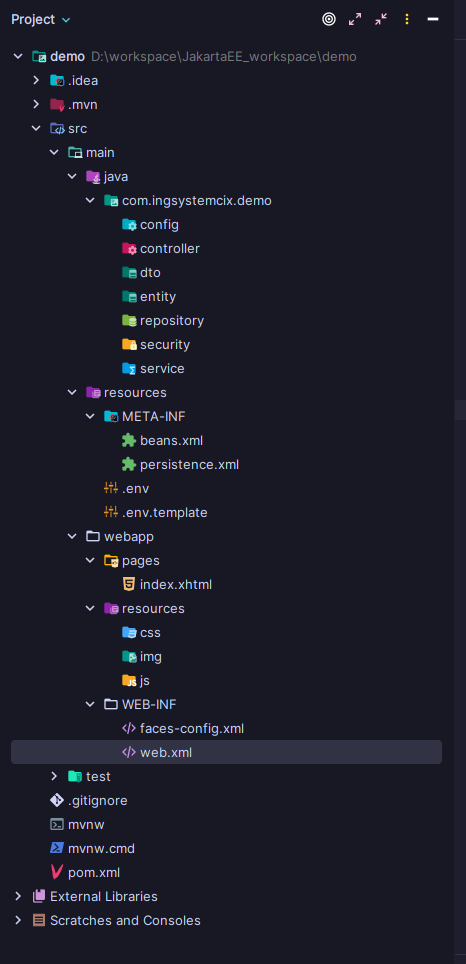 Project
demo D:\workspace\JakartaEE_workspace\demo
.idea
.mvn
src
main
java
com.ingsystemcix.demo
config
controller
dto
entity
repository
security
service
resources
META-INF
beans.xml
persistence.xml
.env
.env.template
webapp
pages
index.xhtml
resources
css
img
js
WEB-INF
faces-config.xml
web.xml
test
.gitignore
mvnw
mvnw.cmd
pom.xml
External Libraries
Scratches and Consoles